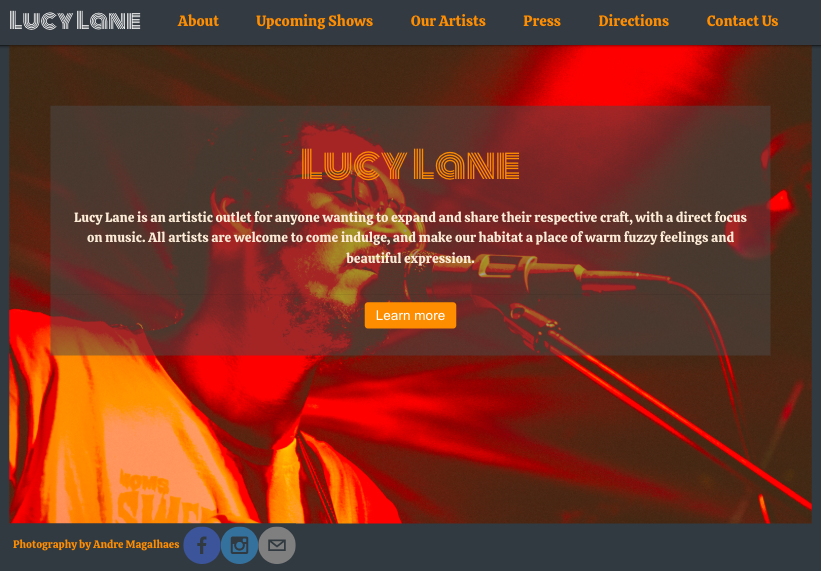 Lucy Lane About Upcoming Shows Our Artists Press Directions Contact Us
Lucy Lane
Lucy Lane is an artistic outlet for anyone wanting to expand and share their respective craft, with a direct focus
on music. All artists are welcome to come indulge, and make our habitat a place of warm fuzzy feelings and
beautiful expression.
Learn more
Photography by Andre Magalhaes